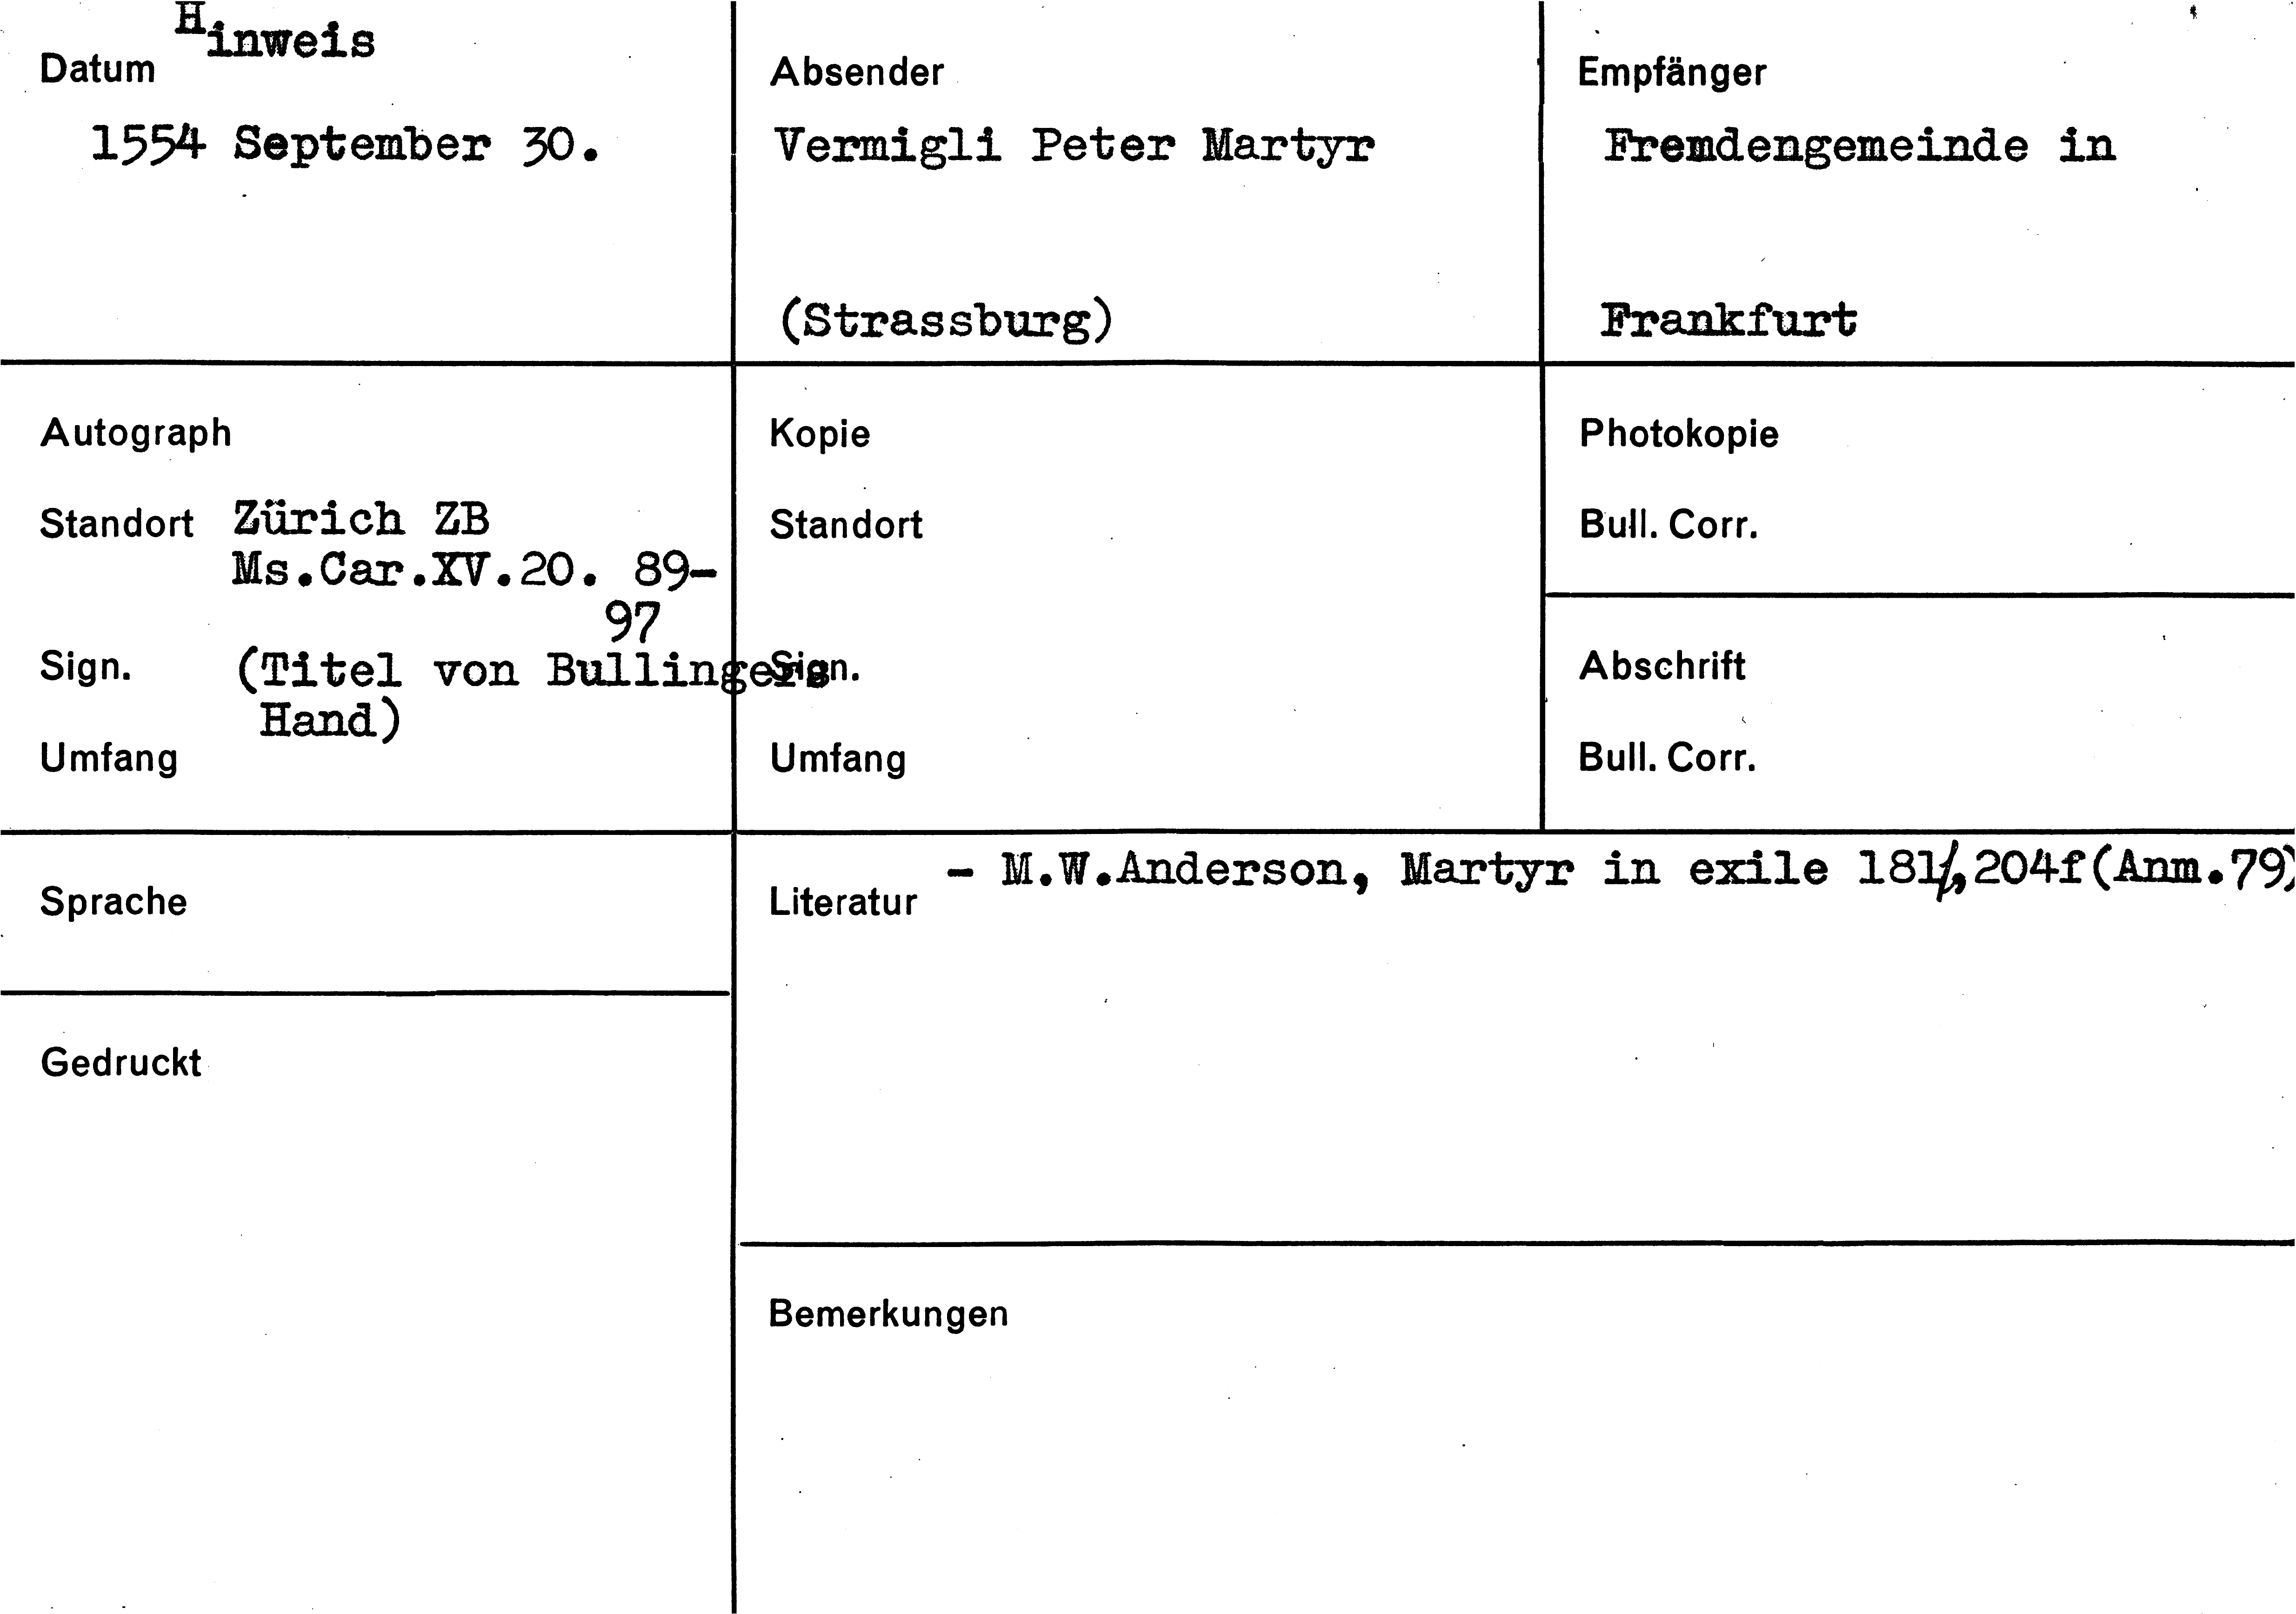 Hinweis
Datum
1554 September 30.
Absender
Vermigli Peter Martyr
(Strassburg)
Empfänger
Fremdengemeinde in
Frankfurt
Autograph
Standort Zürich ZB
Ms.Car.XV.20. 89-
97
Sign. (Titel von Bullingers
Hand)
Umfang
Kopie
Standort
Sign.
Umfang
Photokopie
Bull. Corr.
Abschrift
Bull. Corr.
Sprache
Gedruckt
Literatur - M.W.Anderson, Martyr in exile 181,204f(Anm.79)
Bemerkungen